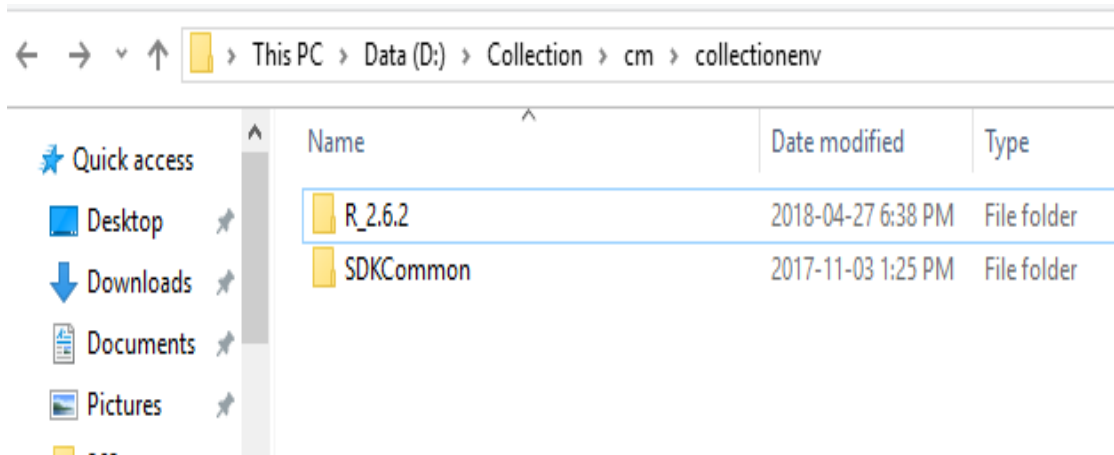 This PC > Data (D:) > Collection > cm > collectionenv
Name Date modified Type
Quick access
R_2.6.2 2018-04-27 6:38 PM File folder
Desktop
SDKCommon 2017-11-03 1:25 PM File folder
Downloads
Documents
Pictures